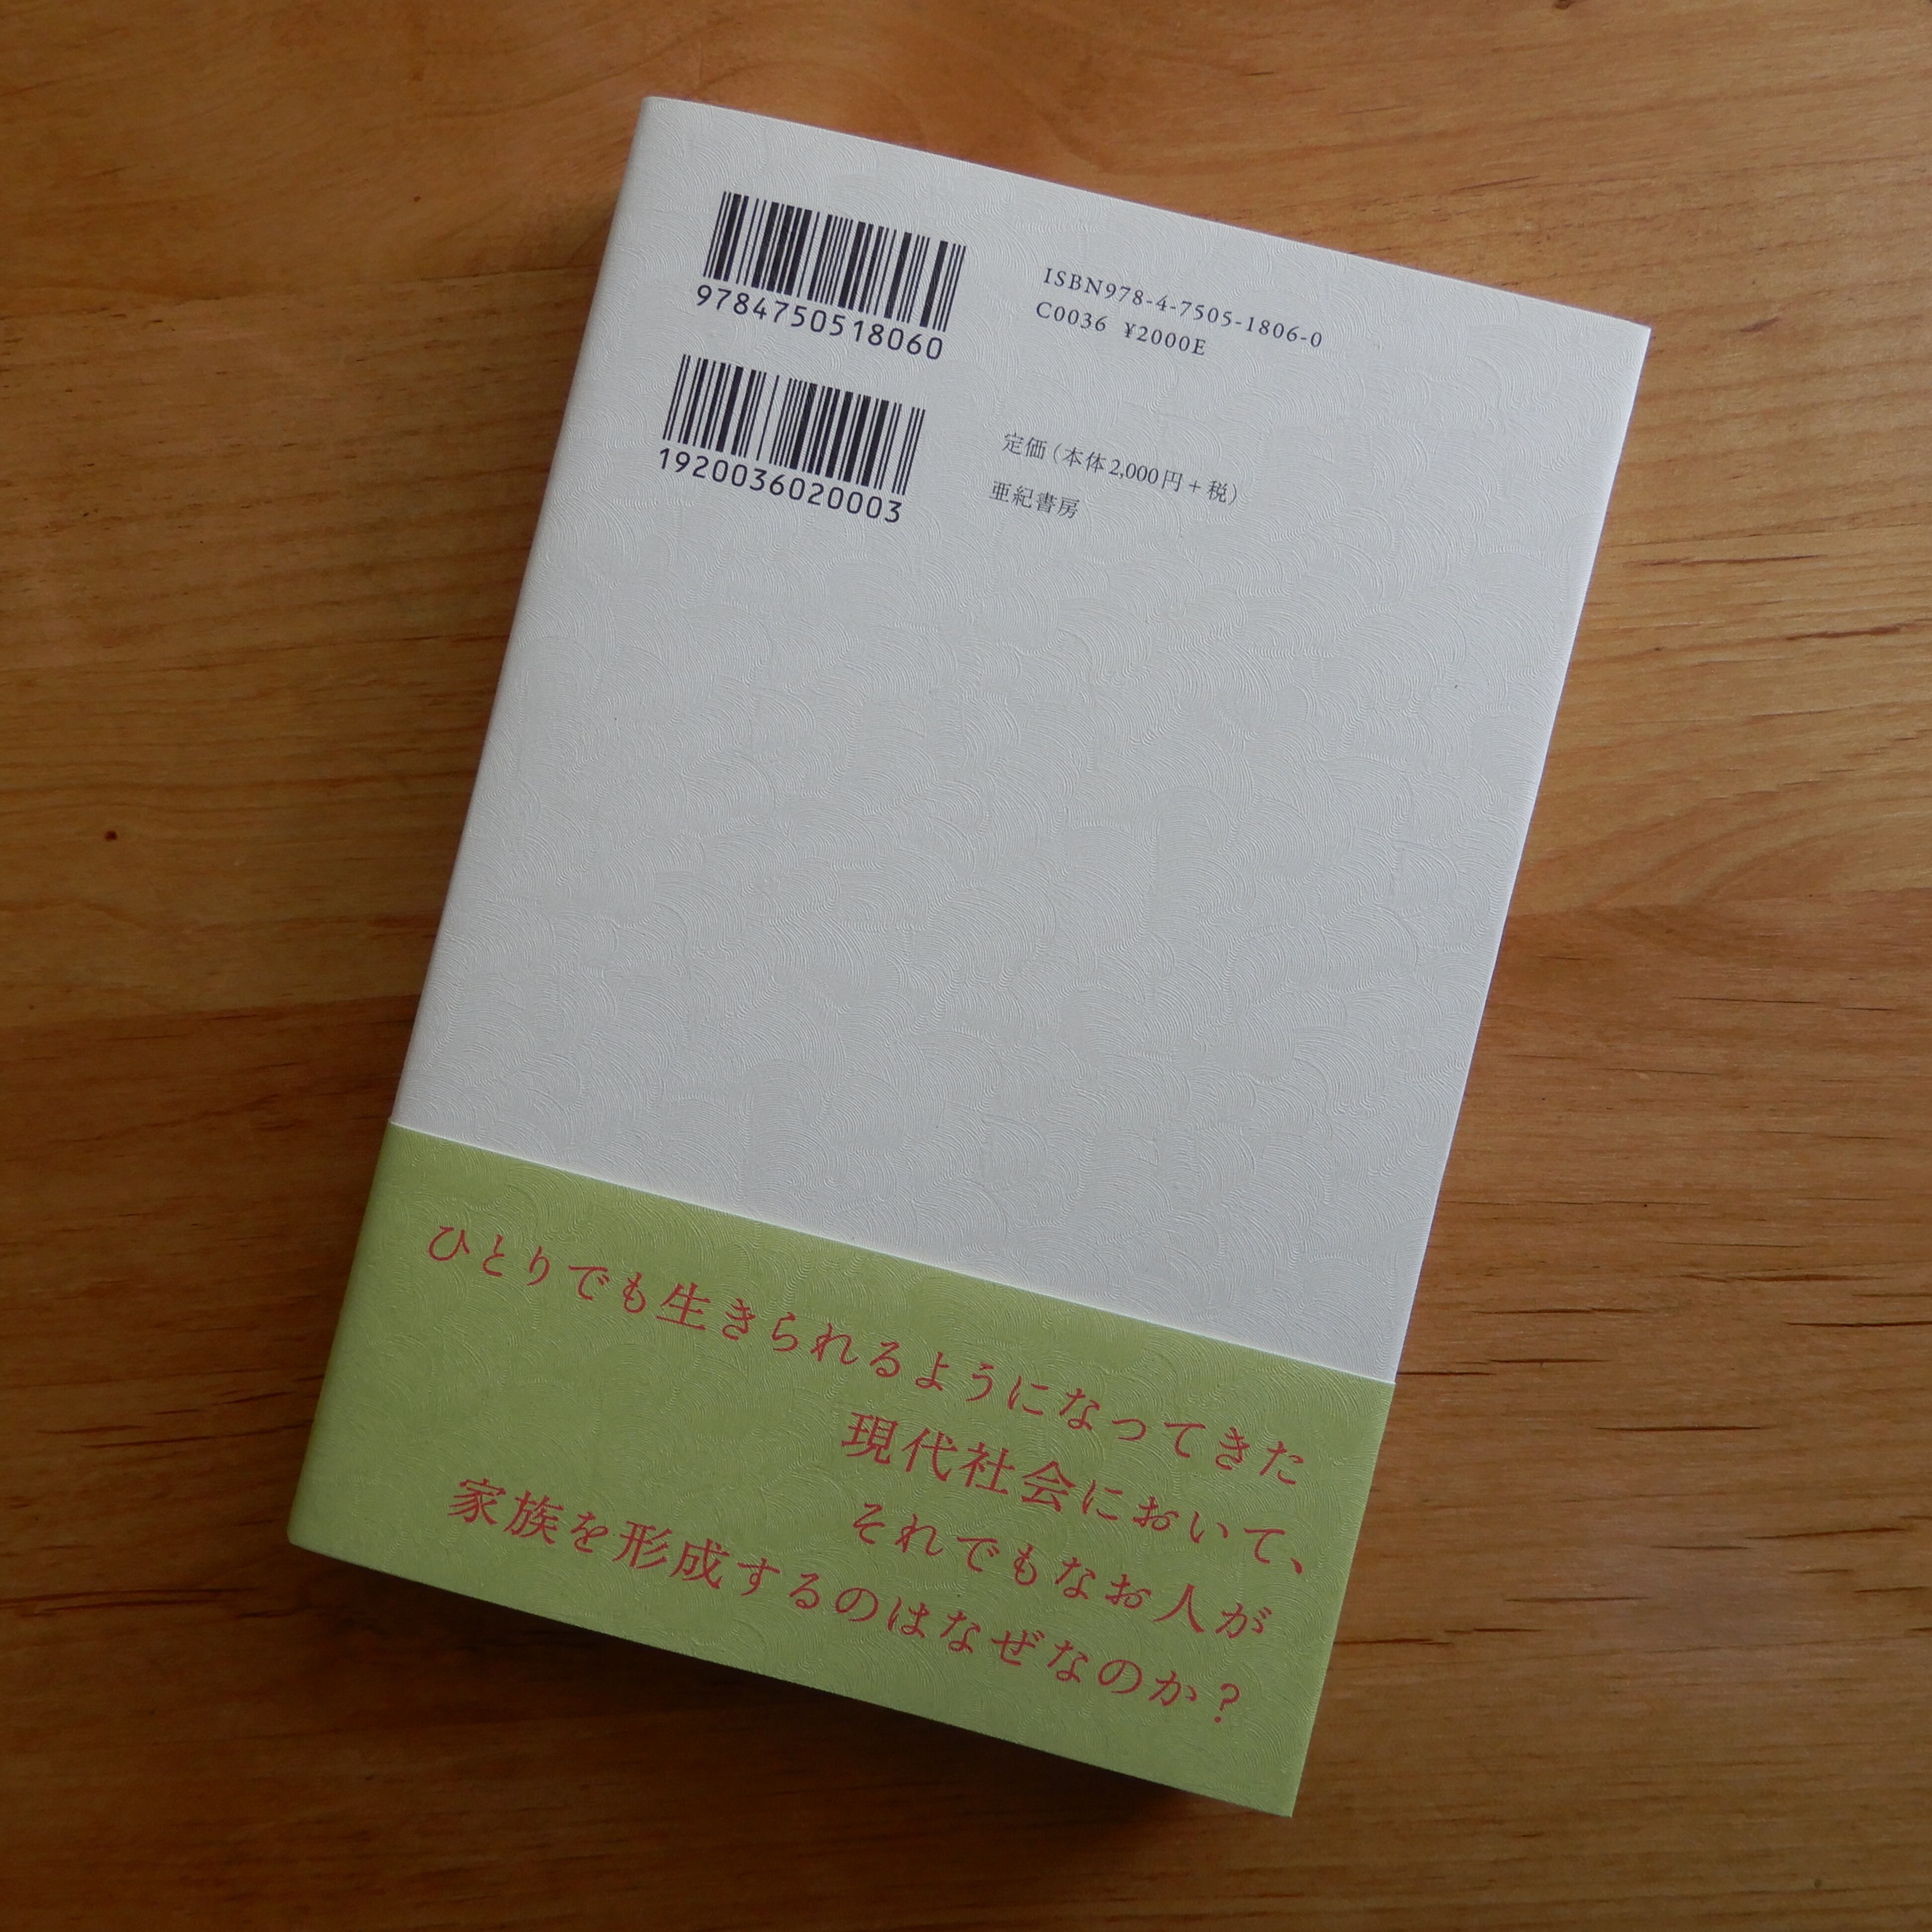 9784750518060
ISBN978-4-7505-1806-0
C0036 ¥2000E
1920036020003
定価（本体2,000円+税）
亜紀書房
ひとりでも生きられるようになってきた
現代社会において、
それでもなお人が
家族を形成するのはなぜなのか?